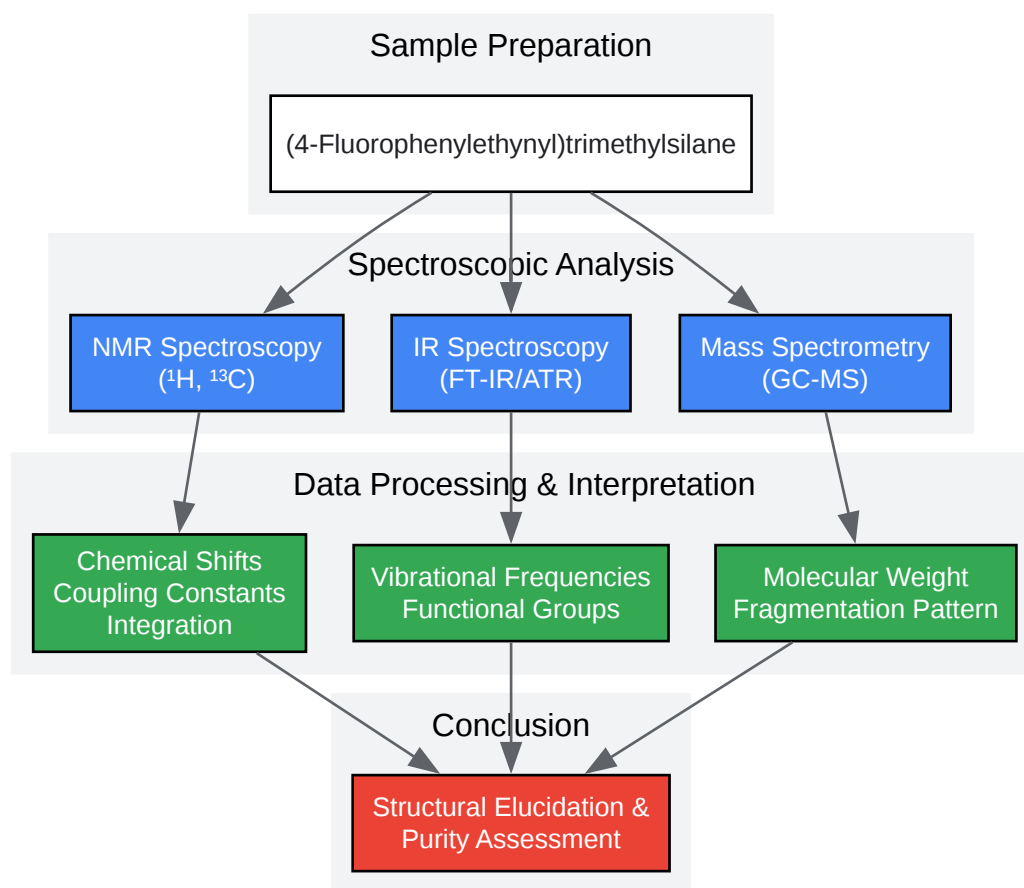 Sample Preparation
(4-Fluorophenylethynyl)trimethylsilane
Spectroscopic Analysis
NMR Spectroscopy
(¹H, ¹³C)
IR Spectroscopy
(FT-IR/ATR)
Mass Spectrometry
(GC-MS)
Data Processing & Interpretation
Chemical Shifts
Coupling Constants
Integration
Vibrational Frequencies
Functional Groups
Molecular Weight
Fragmentation Pattern
Conclusion
Structural Elucidation &
Purity Assessment